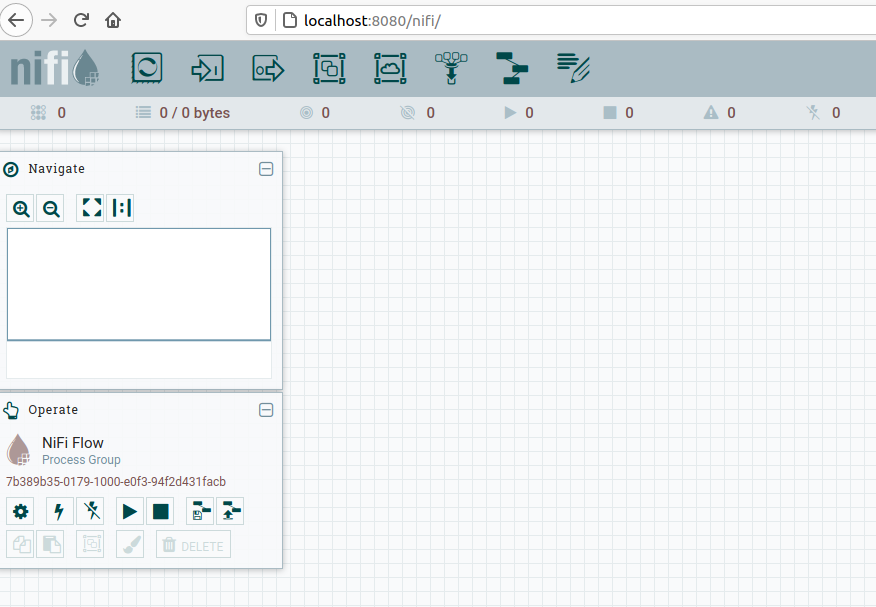 localhost:8080/nifi/
nifi
0 0 / 0 bytes 0 0 0 0 0 0
Navigate
Operate
NiFi Flow
Process Group
7b389b35-0179-1000-e0f3-94f2d431facb
DELETE